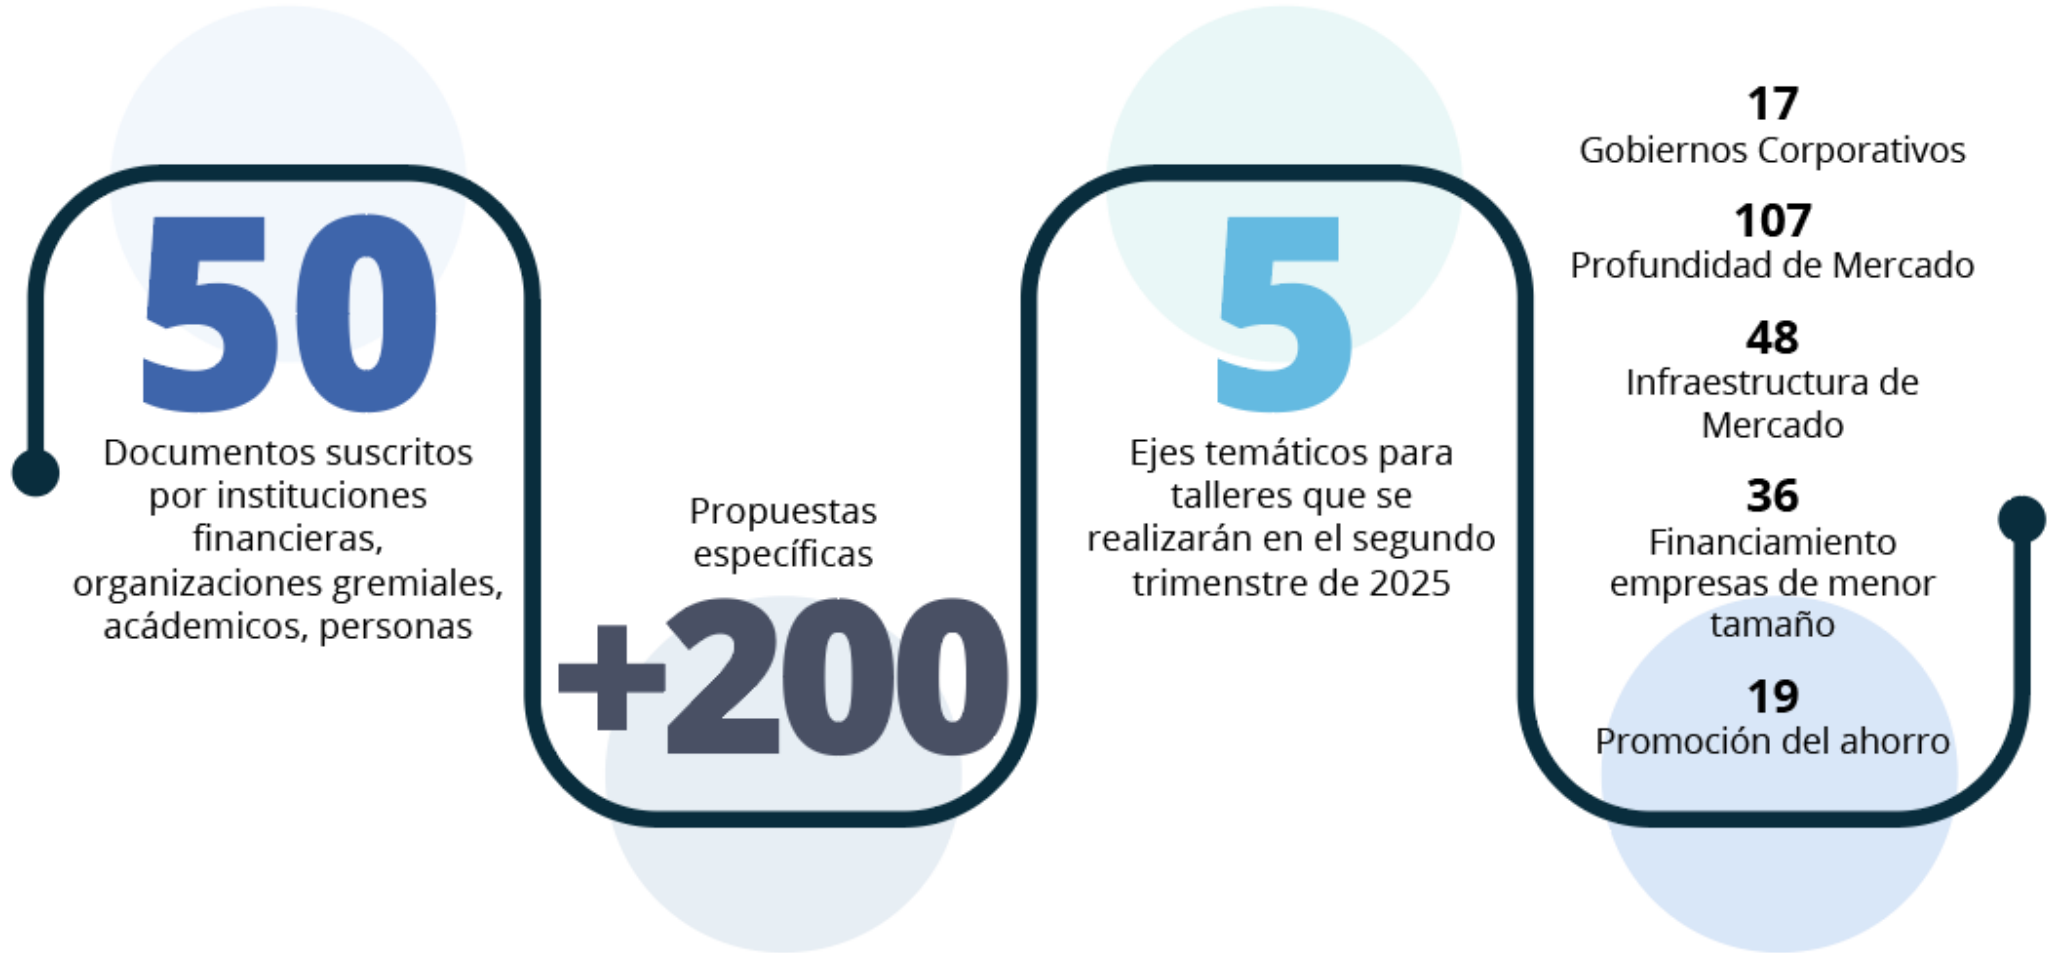 50
Documentos suscritos
por instituciones
financieras,
organizaciones gremiales,
acádemicos, personas
Propuestas
específicas
+200
5
Ejes temáticos para
talleres que se
realizarán en el segundo
trimenstre de 2025
17
Gobiernos Corporativos
107
Profundidad de Mercado
48
Infraestructura de
Mercado
36
Financiamiento
empresas de menor
tamaño
19
Promoción del ahorro